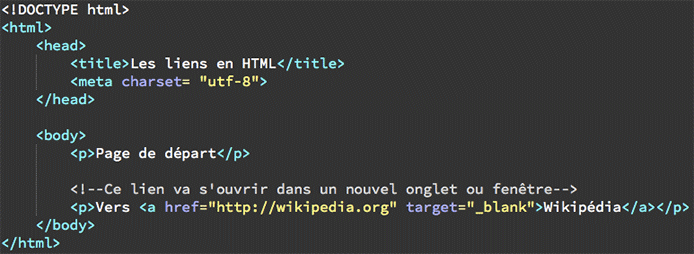 <!DOCTYPE html>
<html>
    <head>
        <title>Les liens en HTML</title>
        <meta charset= "utf-8">
    </head>

    <body>
        <p>Page de départ</p>

        <!--Ce lien va s'ouvrir dans un nouvel onglet ou fenêtre-->
        <p>Vers <a href="http://wikipedia.org" target="_blank">Wikipédia</a></p>
    </body>
</html>